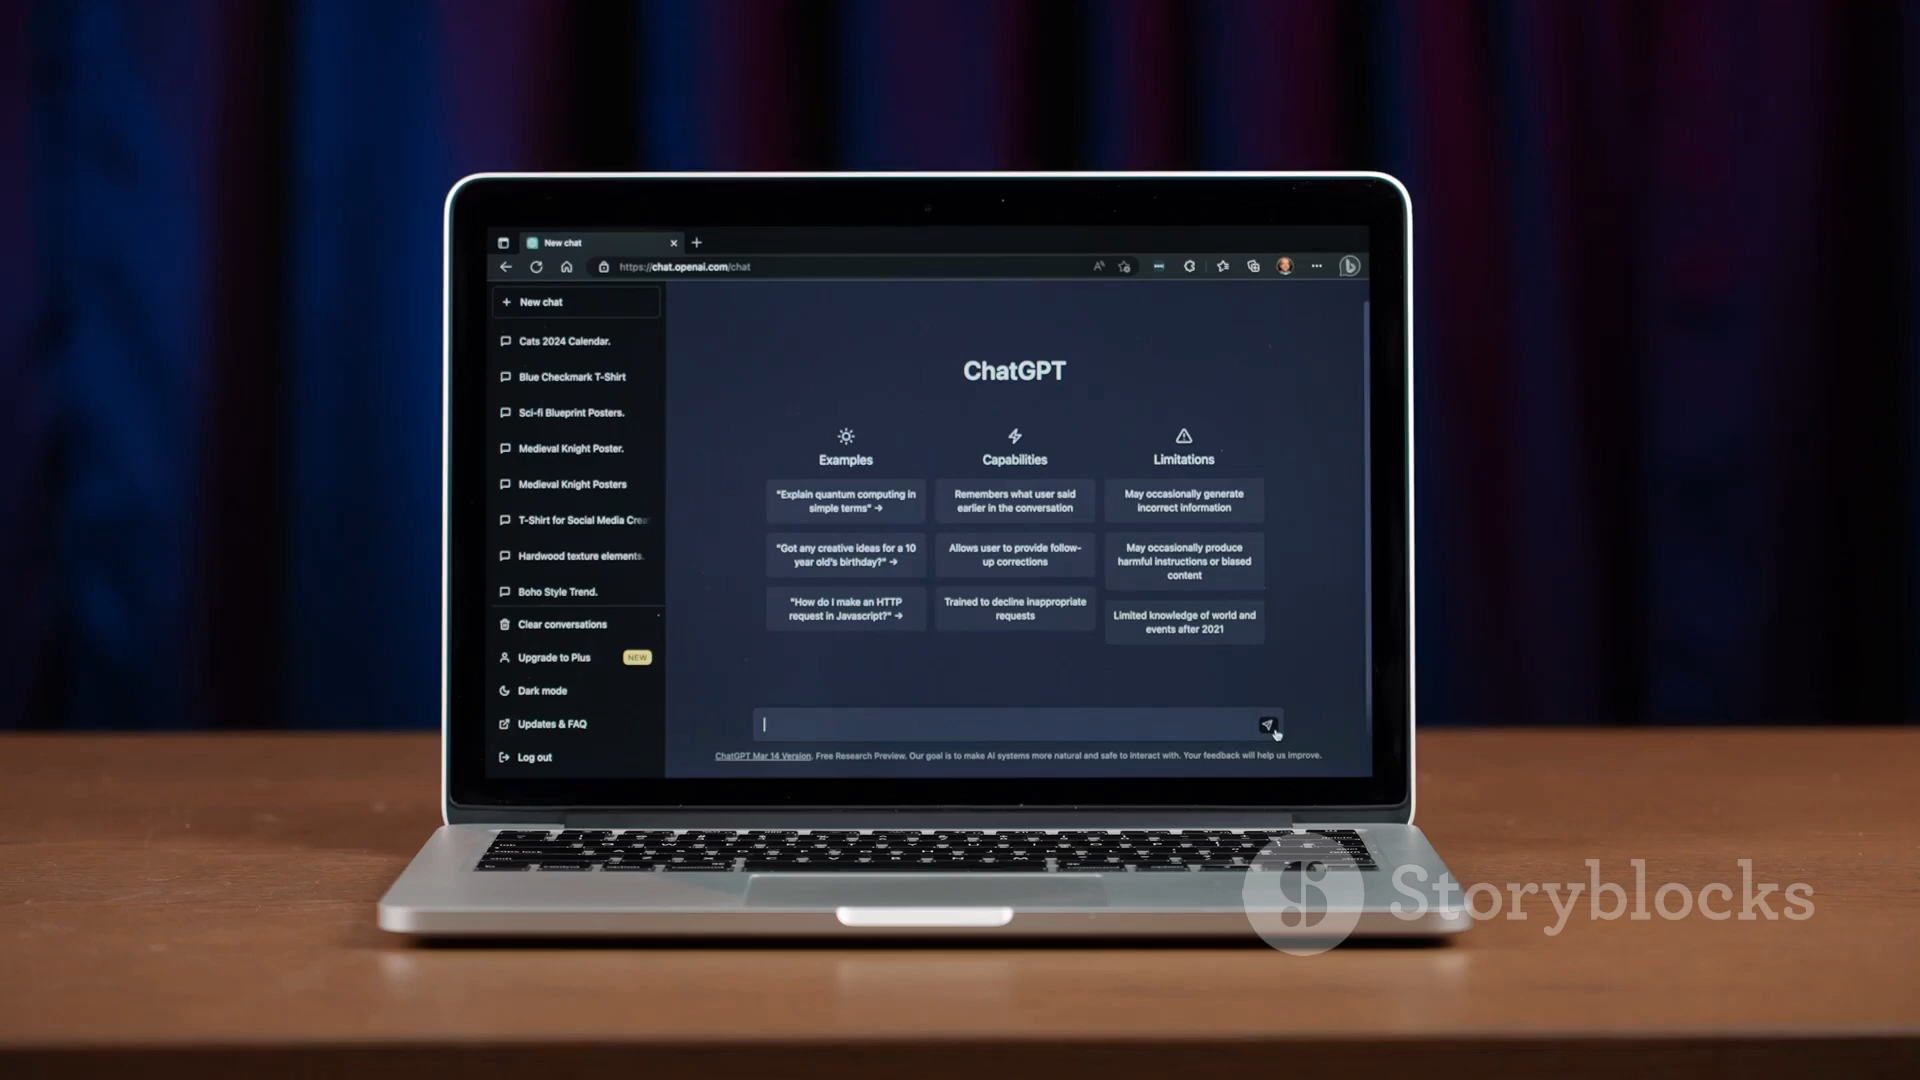 New chat
https://chat.openai.com/chat
New chat
Cats 2024 Calendar.
Blue Checkmark T-Shirt
Sci-fi Blueprint Posters.
Medieval Knight Poster.
Medieval Knight Posters
T-Shirt for Social Media Crea
Hardwood texture elements.
Boho Style Trend.
Clear conversations
Upgrade to Plus NEW
Dark mode
Updates & FAQ
Log out
ChatGPT
Examples
"Explain quantum computing in
simple terms" →
"Got any creative ideas for a 10
year old's birthday?" →
"How do I make an HTTP
request in Javascript?" →
Capabilities
Remembers what user said
earlier in the conversation
Allows user to provide follow-
up corrections
Trained to decline inappropriate
requests
Limitations
May occasionally generate
incorrect information
May occasionally produce
harmful instructions or biased
content
Limited knowledge of world and
events after 2021
ChatGPT Mar 14 Version. Free Research Preview. Our goal is to make AI systems more natural and safe to interact with. Your feedback will help us improve.
Storyblocks